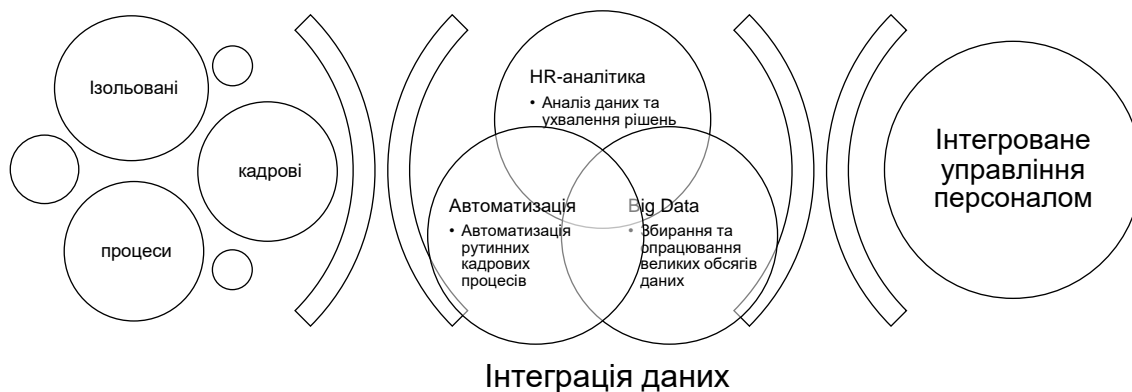 Ізольовані
кадрові
процеси
HR-аналітика
• Аналіз даних та
ухвалення рішень
Автоматизація
• Автоматизація
рутинних
кадрових
процесів
Big Data
• Збирання та
опрацювання
великих обсягів
даних
Інтеграція даних
Інтегроване
управління
персоналом